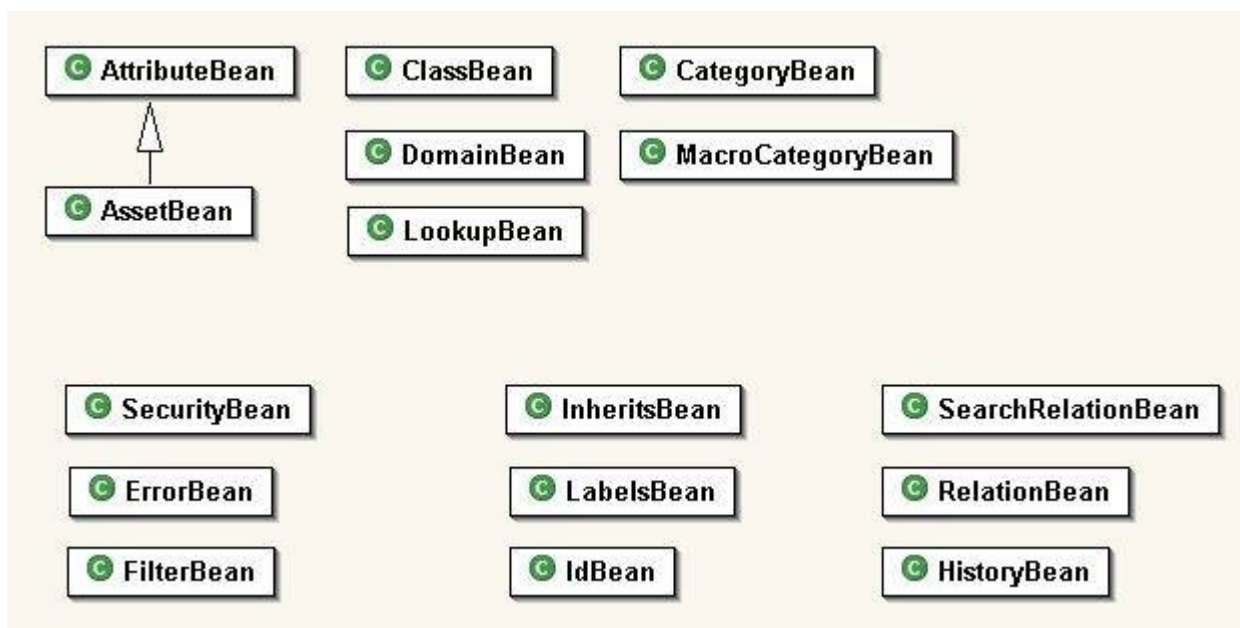 C AttributeBean
C ClassBean
C CategoryBean
C DomainBean
C MacroCategoryBean
C AssetBean
C LookupBean
C SecurityBean
C InheritsBean
C SearchRelationBean
C ErrorBean
C LabelsBean
C RelationBean
C FilterBean
C IdBean
C HistoryBean